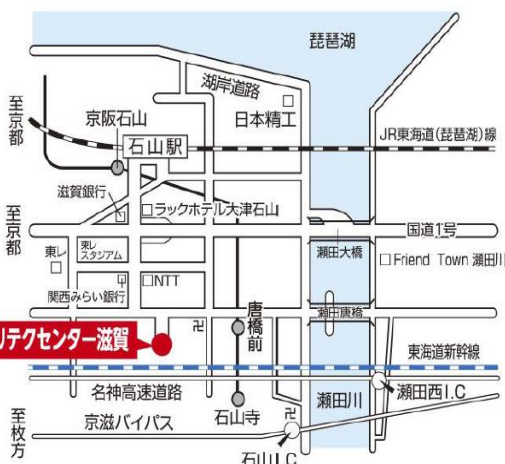 琵琶湖
湖岸道路
至京都
京阪石山
日本精工
石山駅
JR東海道(琵琶湖)線
滋賀銀行
ラックホテル大津石山
至京都
国道1号
東レ
東レ
スタジアム
瀬田大橋
Friend Town 瀬田川
関西みらい銀行
NTT
瀬田唐橋
唐橋前
卍
リテクセンター滋賀
東海道新幹線
名神高速道路
瀬田川
瀬田西I.C
至枚方
京滋バイパス
石山寺
卍
石山I.C